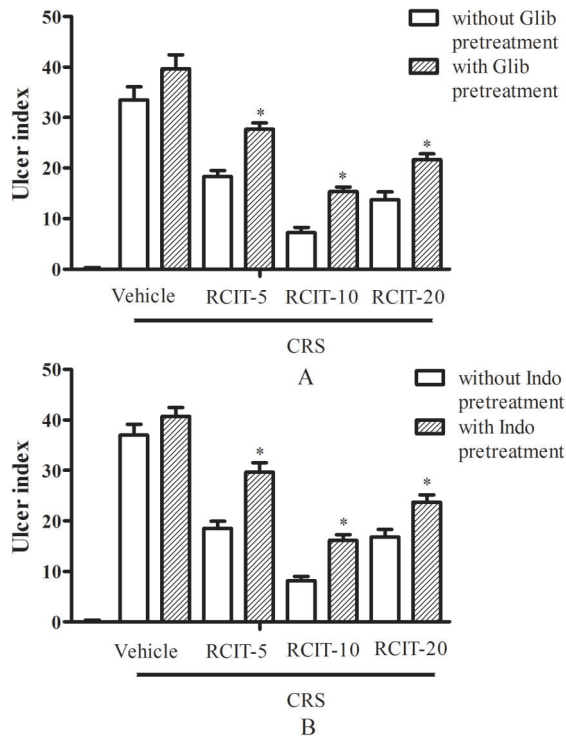 50
40
30
20
10
0
Ulcer index
without Glib
pretreatment
with Glib
pretreatment
*
*
*
Vehicle RCIT-5 RCIT-10 RCIT-20
CRS
A
50
40
30
20
10
0
Ulcer index
without Indo
pretreatment
with Indo
pretreatment
*
*
*
Vehicle RCIT-5 RCIT-10 RCIT-20
CRS
B